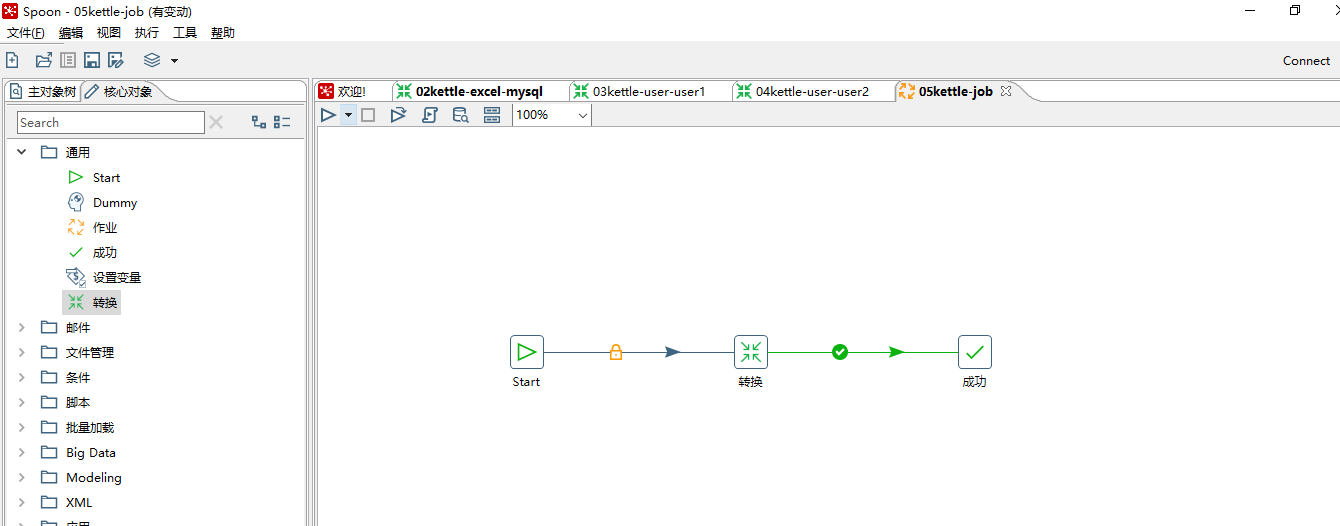 Spoon - 05kettle-job (有变动)
文件(F) 编辑 视图 执行 工具 帮助
Connect
主对象树 核心对象
欢迎! 02kettle-excel-mysql 03kettle-user-user1 04kettle-user-user2 05kettle-job
Search
100%
通用
Start
Dummy
作业
成功
设置变量
转换
邮件
文件管理
条件
脚本
批量加载
Big Data
Modeling
XML
Start 转换 成功